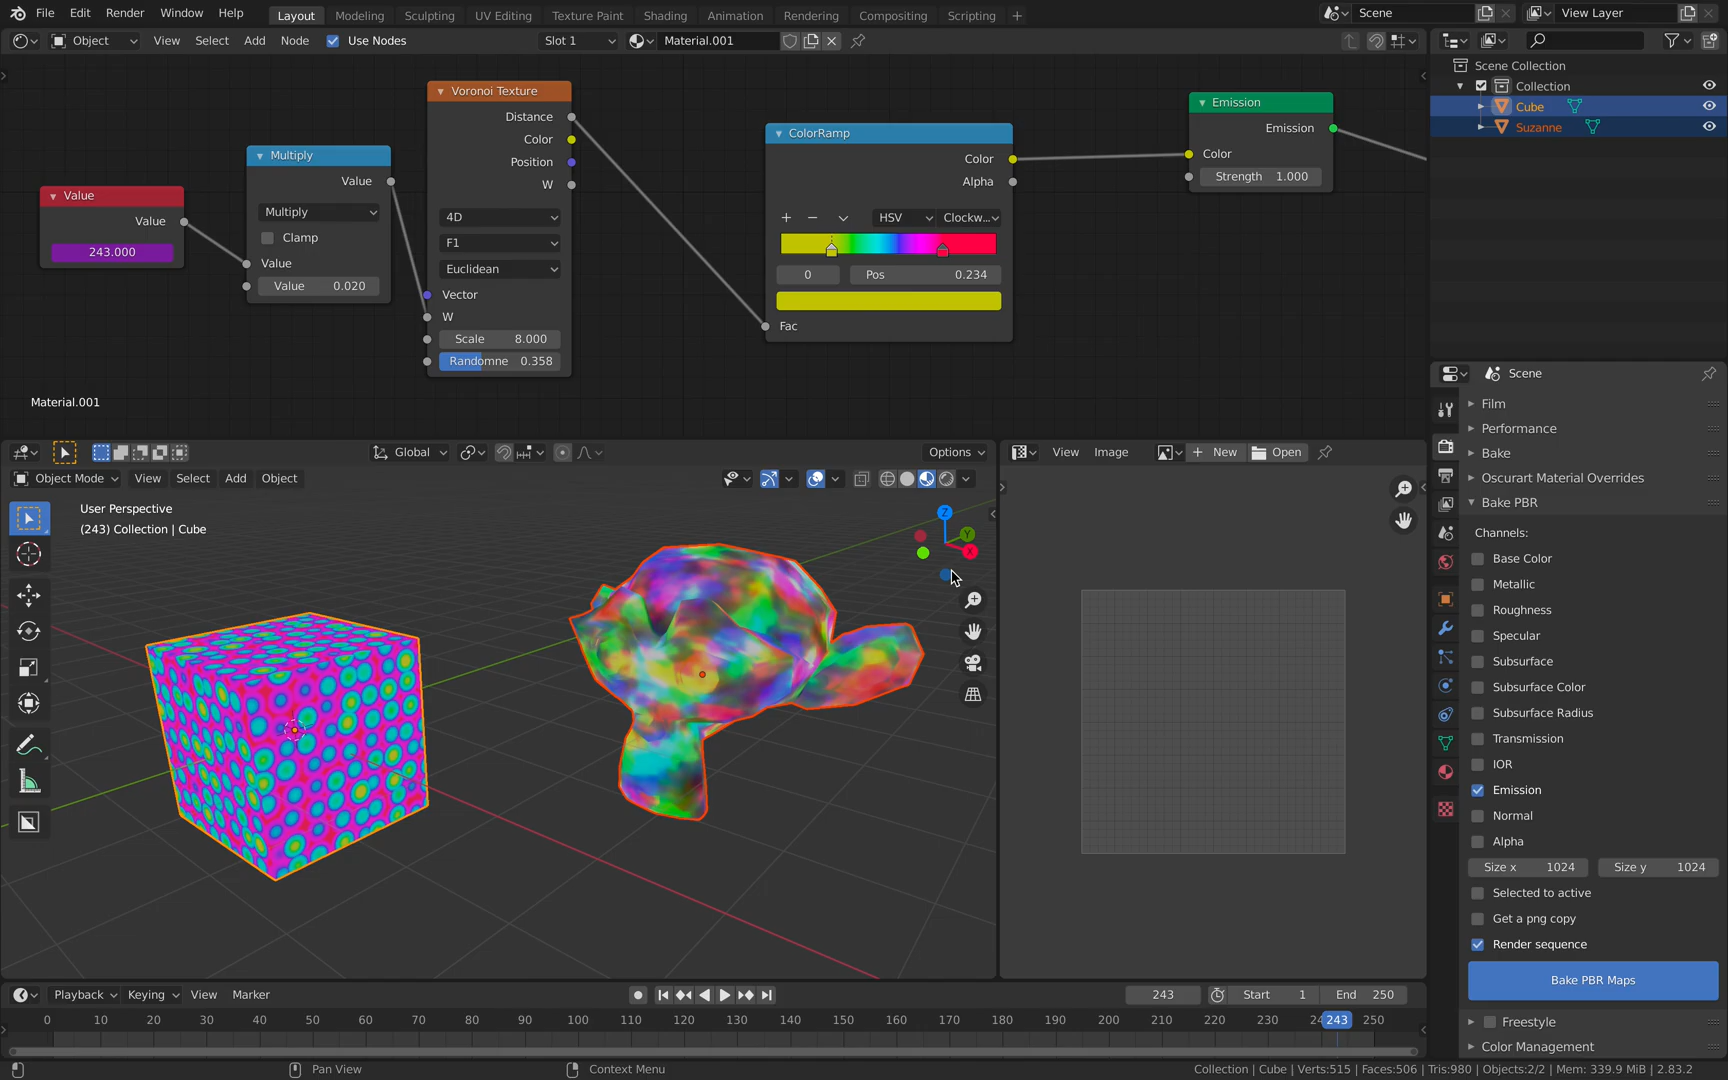 File Edit Render Window Help Layout Modeling Sculpting UV Editing Texture Paint Shading Animation Rendering Compositing Scripting + Scene View Layer
Object View Select Add Node Use Nodes Slot 1 Material.001
Scene Collection
Collection
Cube
Suzanne
Value
Value
243.000
Multiply
Value
Multiply
Clamp
Value
Value 0.020
Voronoi Texture
Distance
Color
Position
W
4D
F1
Euclidean
Vector
W
Scale 8.000
Randomne 0.358
ColorRamp
Color
Alpha
HSV Clockw...
0 Pos 0.234
Fac
Emission
Emission
Color
Strength 1.000
Material.001
Global Options
Object Mode View Select Add Object
User Perspective
(243) Collection | Cube
Z
Y
X
View Image New Open
Scene
Film
Performance
Bake
Oscurart Material Overrides
Bake PBR
Channels:
Base Color
Metallic
Roughness
Specular
Subsurface
Subsurface Color
Subsurface Radius
Transmission
IOR
Emission
Normal
Alpha
Size x 1024 Size y 1024
Selected to active
Get a png copy
Render sequence
Bake PBR Maps
Freestyle
Color Management
Playback Keying View Marker 243 Start 1 End 250
0 10 20 30 40 50 60 70 80 90 100 110 120 130 140 150 160 170 180 190 200 210 220 230 243 250
Pan View Context Menu Collection | Cube | Verts:515 | Faces:506 | Tris:980 | Objects:2/2 | Mem: 339.9 MiB | 2.83.2